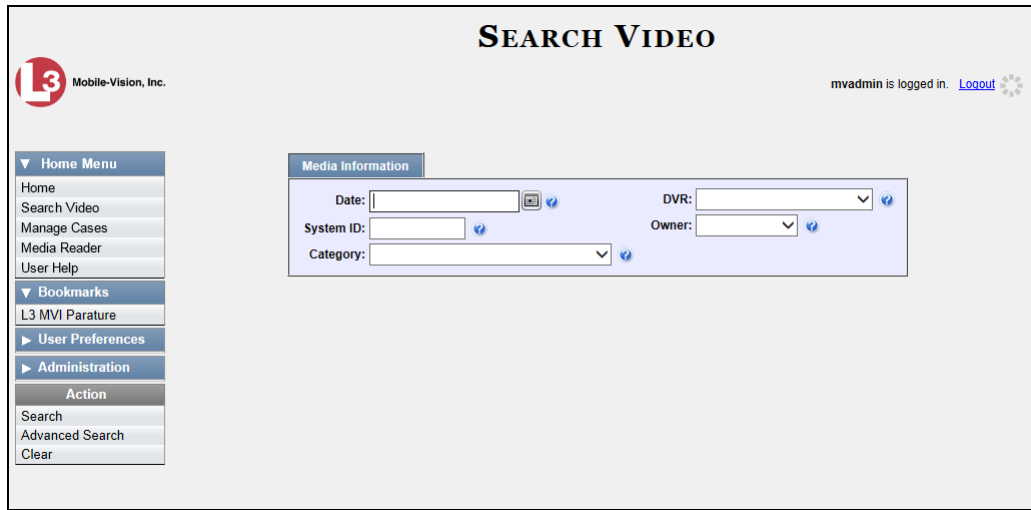 SEARCH VIDEO
L3 Mobile-Vision, Inc.
mvadmin is logged in. Logout
Home Menu
Home
Search Video
Manage Cases
Media Reader
User Help
Bookmarks
L3 MVI Parature
User Preferences
Administration
Action
Search
Advanced Search
Clear
Media Information
Date: DVR:
System ID: Owner:
Category: